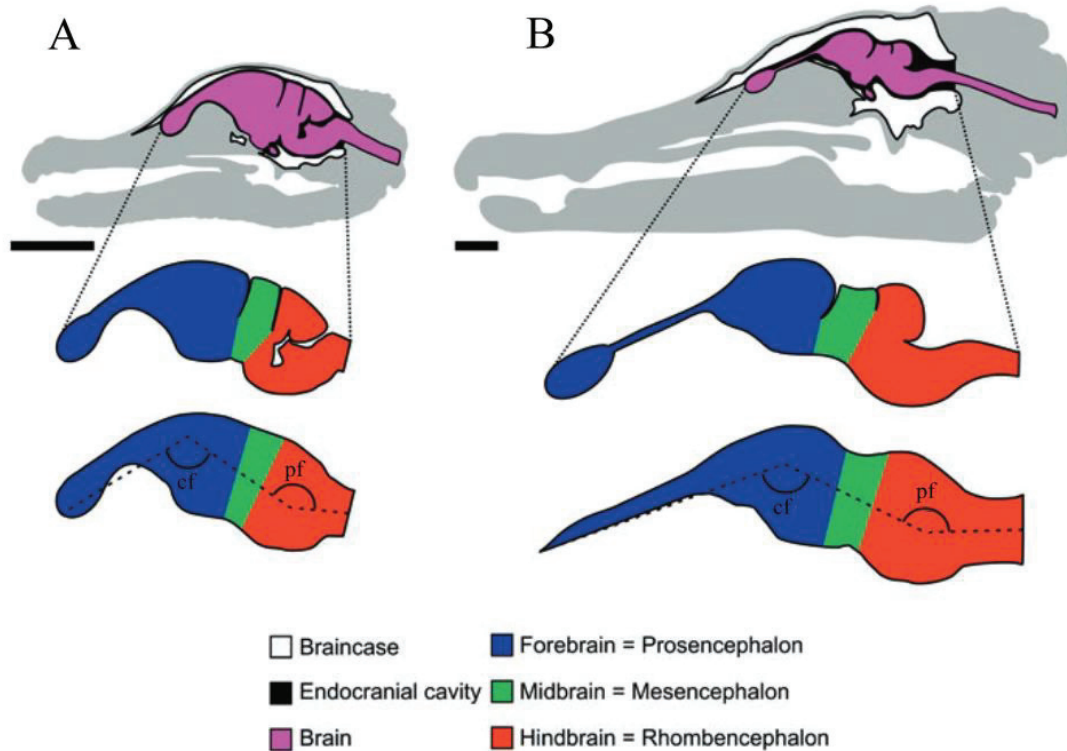 A
B
cf
pf
cf
pf
Braincase
Forebrain = Prosencephalon
Endocranial cavity
Midbrain = Mesencephalon
Brain
Hindbrain = Rhombencephalon